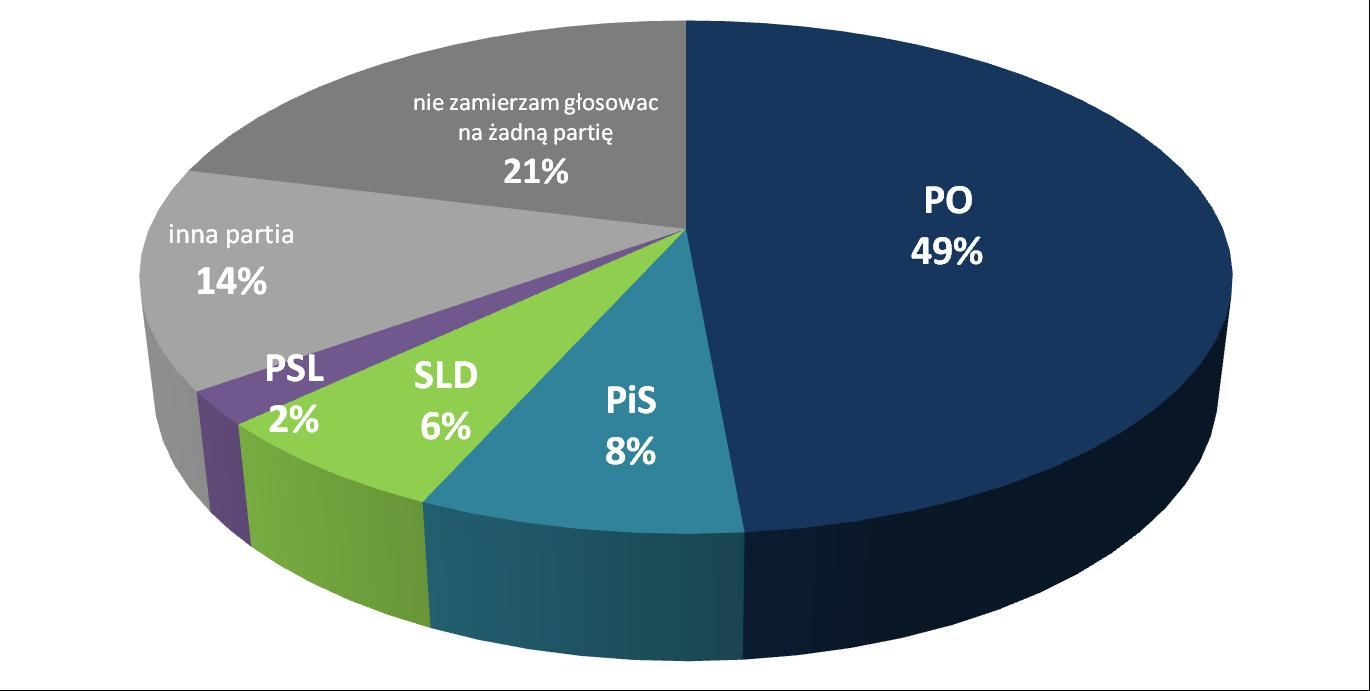 nie zamierzam głosowac
na żadną partię
21%
PO
49%
inna partia
14%
PSL
2%
SLD
6%
PiS
8%